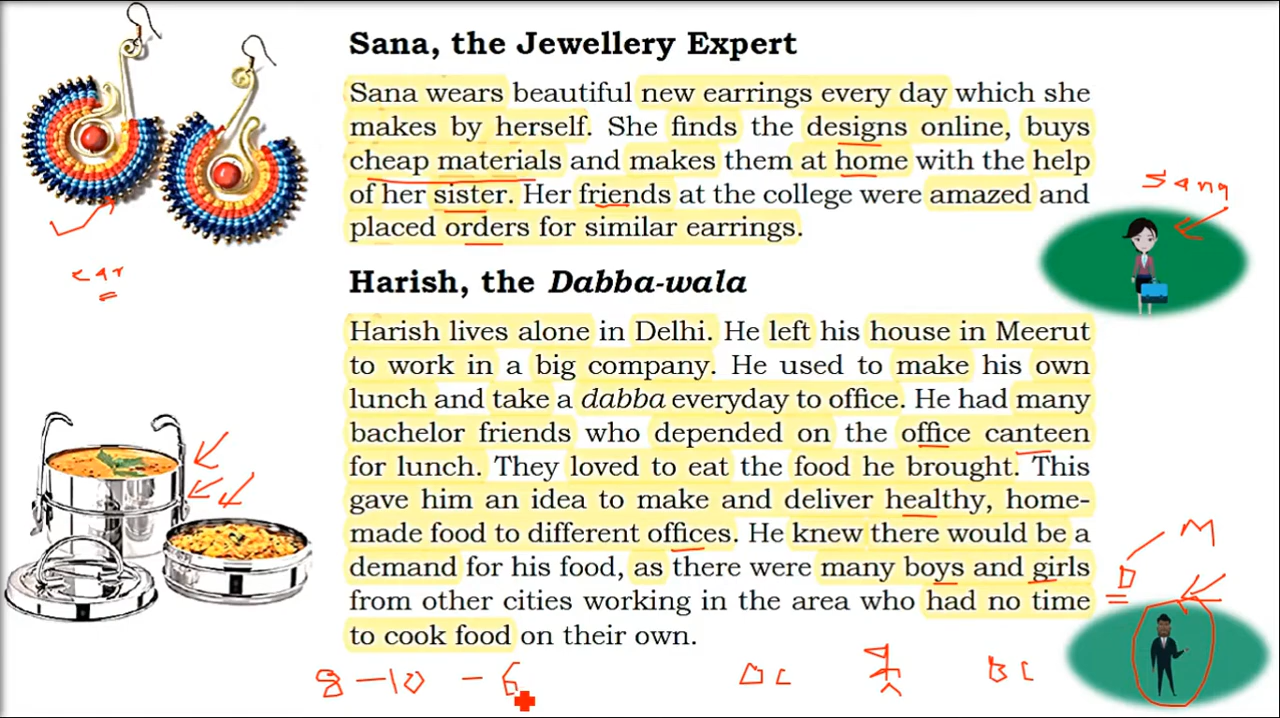 Sana, the Jewellery Expert
Sana wears beautiful new earrings every day which she
makes by herself. She finds the designs online, buys
cheap materials and makes them at home with the help
of her sister. Her friends at the college were amazed and
placed orders for similar earrings.
Sana
ear
Harish, the Dabba-wala
Harish lives alone in Delhi. He left his house in Meerut
to work in a big company. He used to make his own
lunch and take a dabba everyday to office. He had many
bachelor friends who depended on the office canteen
for lunch. They loved to eat the food he brought. This
gave him an idea to make and deliver healthy, home-
made food to different offices. He knew there would be a
demand for his food, as there were many boys and girls
from other cities working in the area who had no time
to cook food on their own.
M
D
8-10 - 6